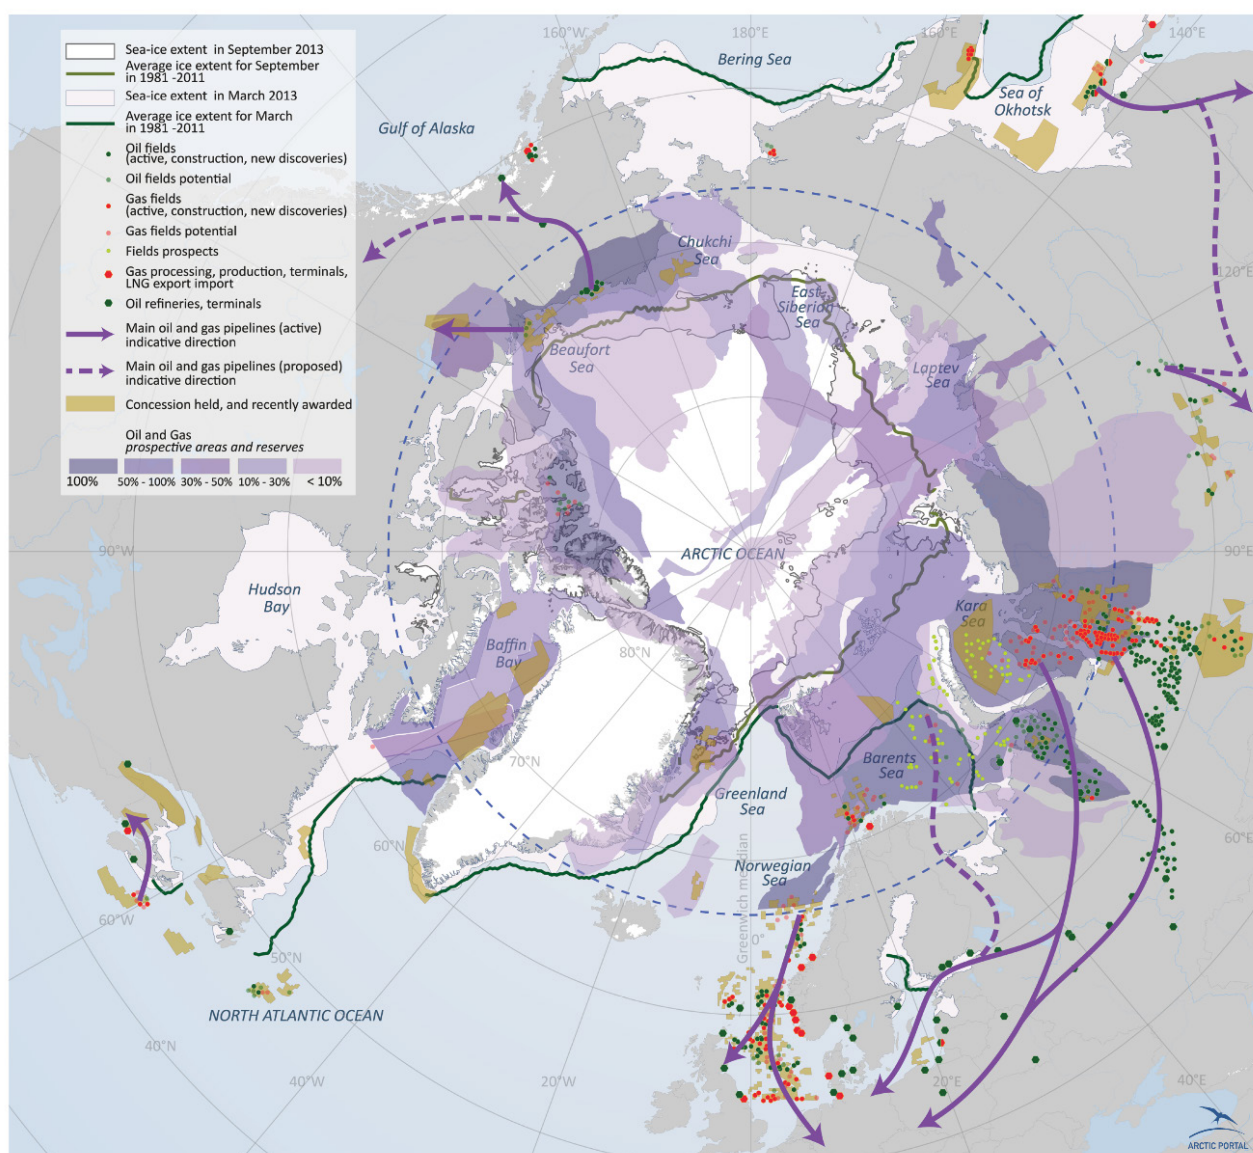 160°W
180°E
160°E
140°E
Bering Sea
Sea of
Okhotsk
Gulf of Alaska
Sea-ice extent in September 2013
Average ice extent for September
in 1981 -2011
Sea-ice extent in March 2013
Average ice extent for March
in 1981 -2011
Oil fields
(active, construction, new discoveries)
Oil fields potential
Gas fields
(active, construction, new discoveries)
Gas fields potential
Fields prospects
Gas processing, production, terminals,
LNG export import
Oil refineries, terminals
Main oil and gas pipelines (active)
indicative direction
Main oil and gas pipelines (proposed)
indicative direction
Concession held, and recently awarded
Oil and Gas
prospective areas and reserves
100% 50% - 100% 30% - 50% 10% - 30% < 10%
Chukchi
Sea
120°E
East
Siberian
Sea
Beaufort
Sea
Laptev
Sea
90°W
ARCTIC OCEAN
90°E
Hudson
Bay
Kara
Sea
Baffin
Bay
80°N
70°N
Barents
Sea
Greenland
Sea
60°N
60°E
Norwegian
Sea
Greenwich meridian
60°W
0°
50°N
NORTH ATLANTIC OCEAN
40°N
40°W
20°W
20°E
40°E
ARCTIC PORTAL